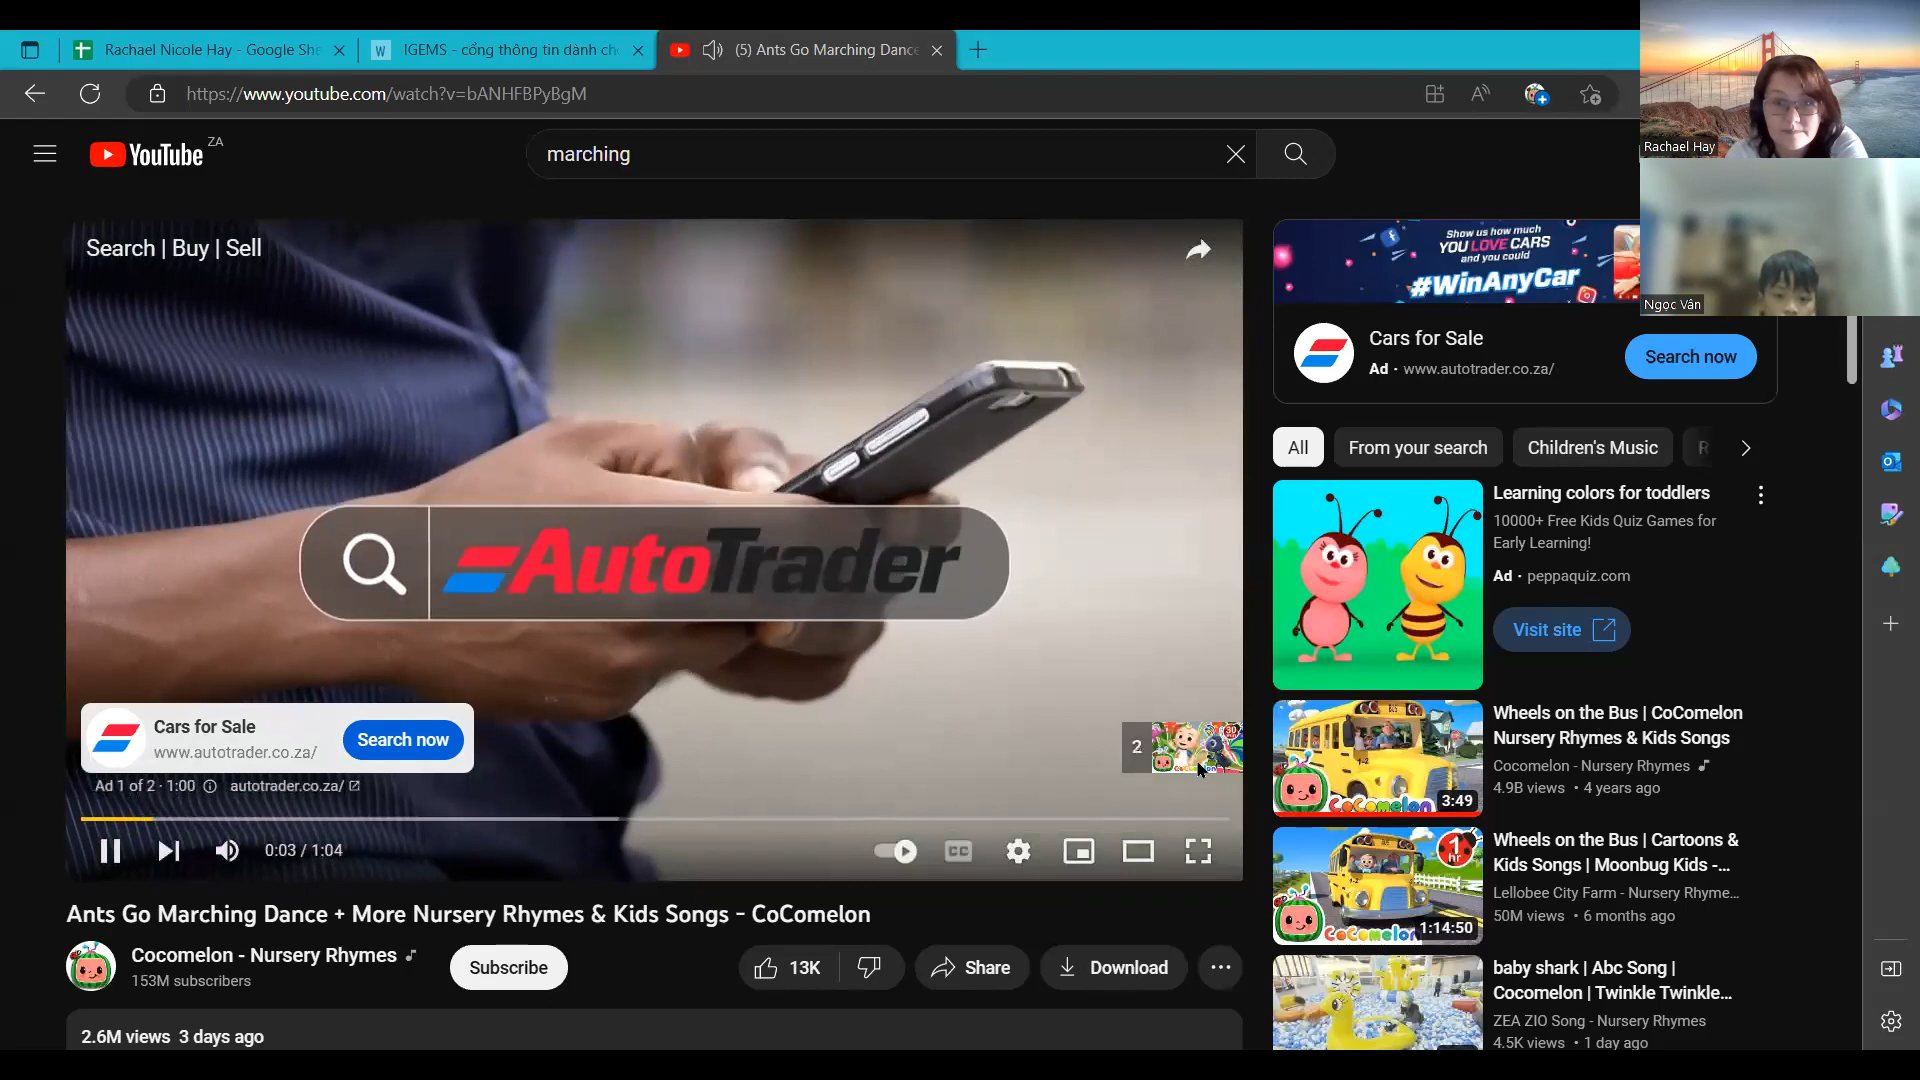 Rachael Nicole Hay - Google She
IGEMS - cổng thông tin dành ch
(5) Ants Go Marching Dance
https://www.youtube.com/watch?v=bANHFBPyBgM
YouTube ZA
marching
Rachael Hay
Ngọc Vân
Search | Buy | Sell
AutoTrader
Cars for Sale
www.autotrader.co.za/
Search now
2
Ad 1 of 2 · 1:00
autotrader.co.za/
0:03 / 1:04
CC
Ants Go Marching Dance + More Nursery Rhymes & Kids Songs - CoComelon
Cocomelon - Nursery Rhymes
153M subscribers
Subscribe
13K
Share
Download
2.6M views 3 days ago
Show us how much
YOU LOVE CARS
and you could
#WinAnyCar
Cars for Sale
Ad · www.autotrader.co.za/
Search now
All
From your search
Children's Music
R
Learning colors for toddlers
10000+ Free Kids Quiz Games for
Early Learning!
Ad · peppaquiz.com
Visit site
BUS
CoComelon
3:49
Wheels on the Bus | CoComelon
Nursery Rhymes & Kids Songs
Cocomelon - Nursery Rhymes
4.9B views • 4 years ago
1
hr
CoComelon
1:14:50
Wheels on the Bus | Cartoons &
Kids Songs | Moonbug Kids -...
Lellobee City Farm - Nursery Rhyme...
50M views • 6 months ago
baby shark | Abc Song |
Cocomelon | Twinkle Twinkle...
ZEA ZIO Song - Nursery Rhymes
4.5K views • 1 day ago